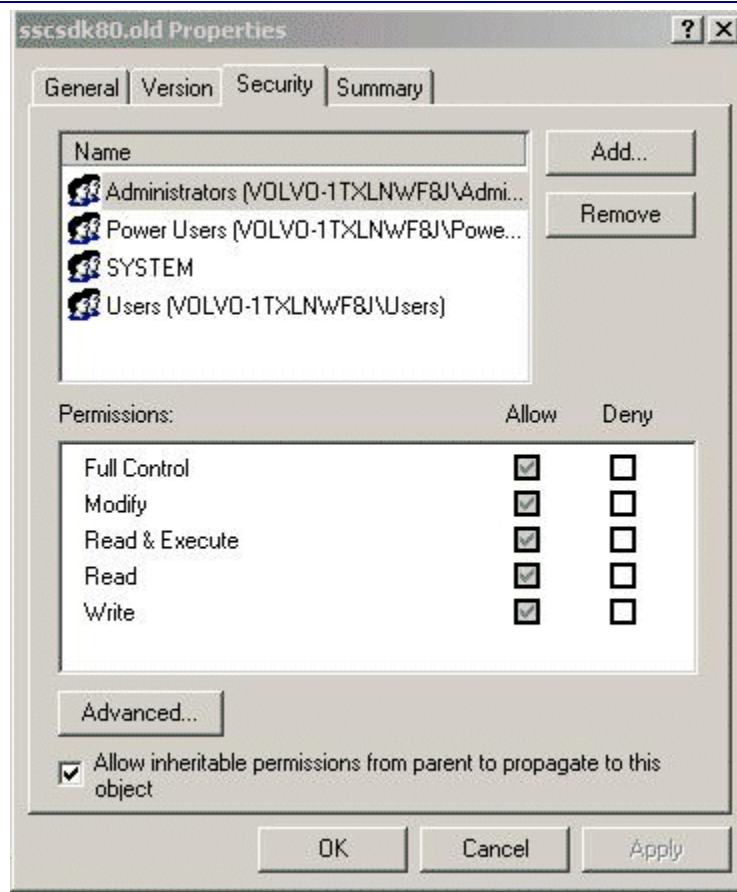 sscsdk80.old Properties
General Version Security Summary
Name
Add...
Administrators (VOLVO-1TXLNWF8J\Admi...
Remove
Power Users (VOLVO-1TXLNWF8J\Powe...
SYSTEM
Users (VOLVO-1TXLNWF8J\Users)
Permissions: Allow Deny
Full Control
Modify
Read & Execute
Read
Write
Advanced...
Allow inheritable permissions from parent to propagate to this
object
OK Cancel Apply